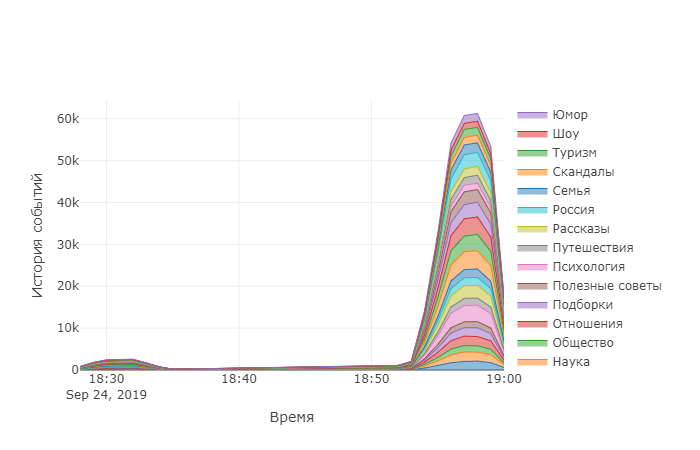 60k
50k
40k
30k
20k
10k
0
История событий
18:30
18:40
18:50
19:00
Sep 24, 2019
Время
Юмор
Шоу
Туризм
Скандалы
Семья
Россия
Рассказы
Путешествия
Психология
Полезные советы
Подборки
Отношения
Общество
Наука